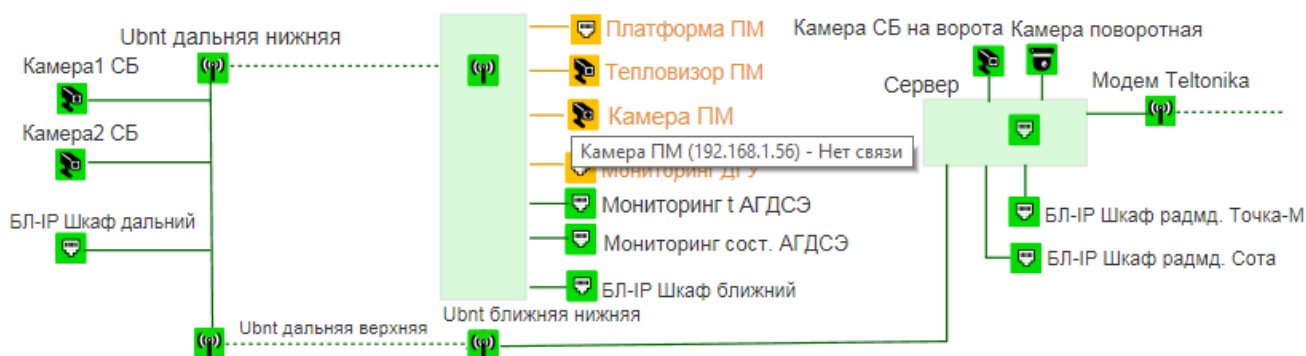 Ubnt дальняя нижняя
Камера1 СБ
Камера2 СБ
БЛ-IP Шкаф дальний
Ubnt дальняя верхняя
Платформа ПМ
Тепловизор ПМ
Камера ПМ
Камера ПМ (192.168.1.56) - Нет связи
Мониторинг ДГУ
Мониторинг t АГДСЭ
Мониторинг сост. АГДСЭ
БЛ-IP Шкаф ближний
Ubnt ближняя нижняя
Камера СБ на ворота
Камера поворотная
Сервер
Модем Teltonika
БЛ-IP Шкаф радмд. Точка-М
БЛ-IP Шкаф радмд. Сота